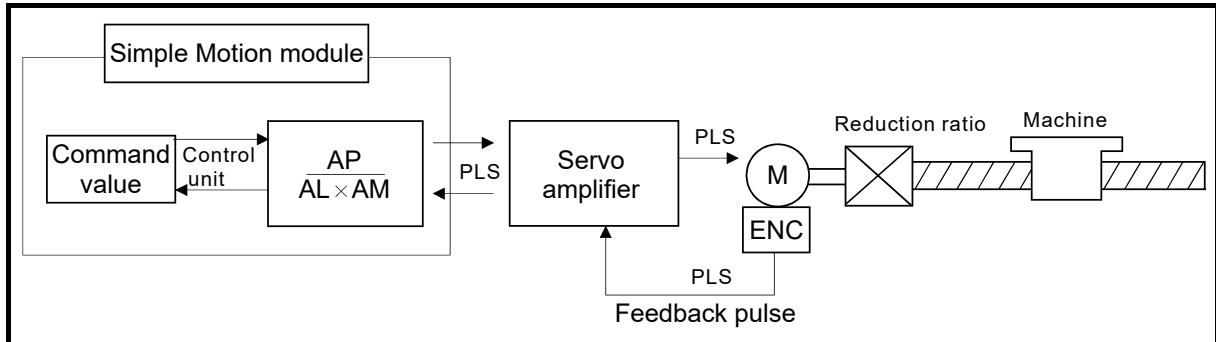 Simple Motion module
Command
value
Control
unit
AP
AL × AM
PLS
Servo
amplifier
PLS
M
ENC
Reduction ratio
Machine
PLS
Feedback pulse